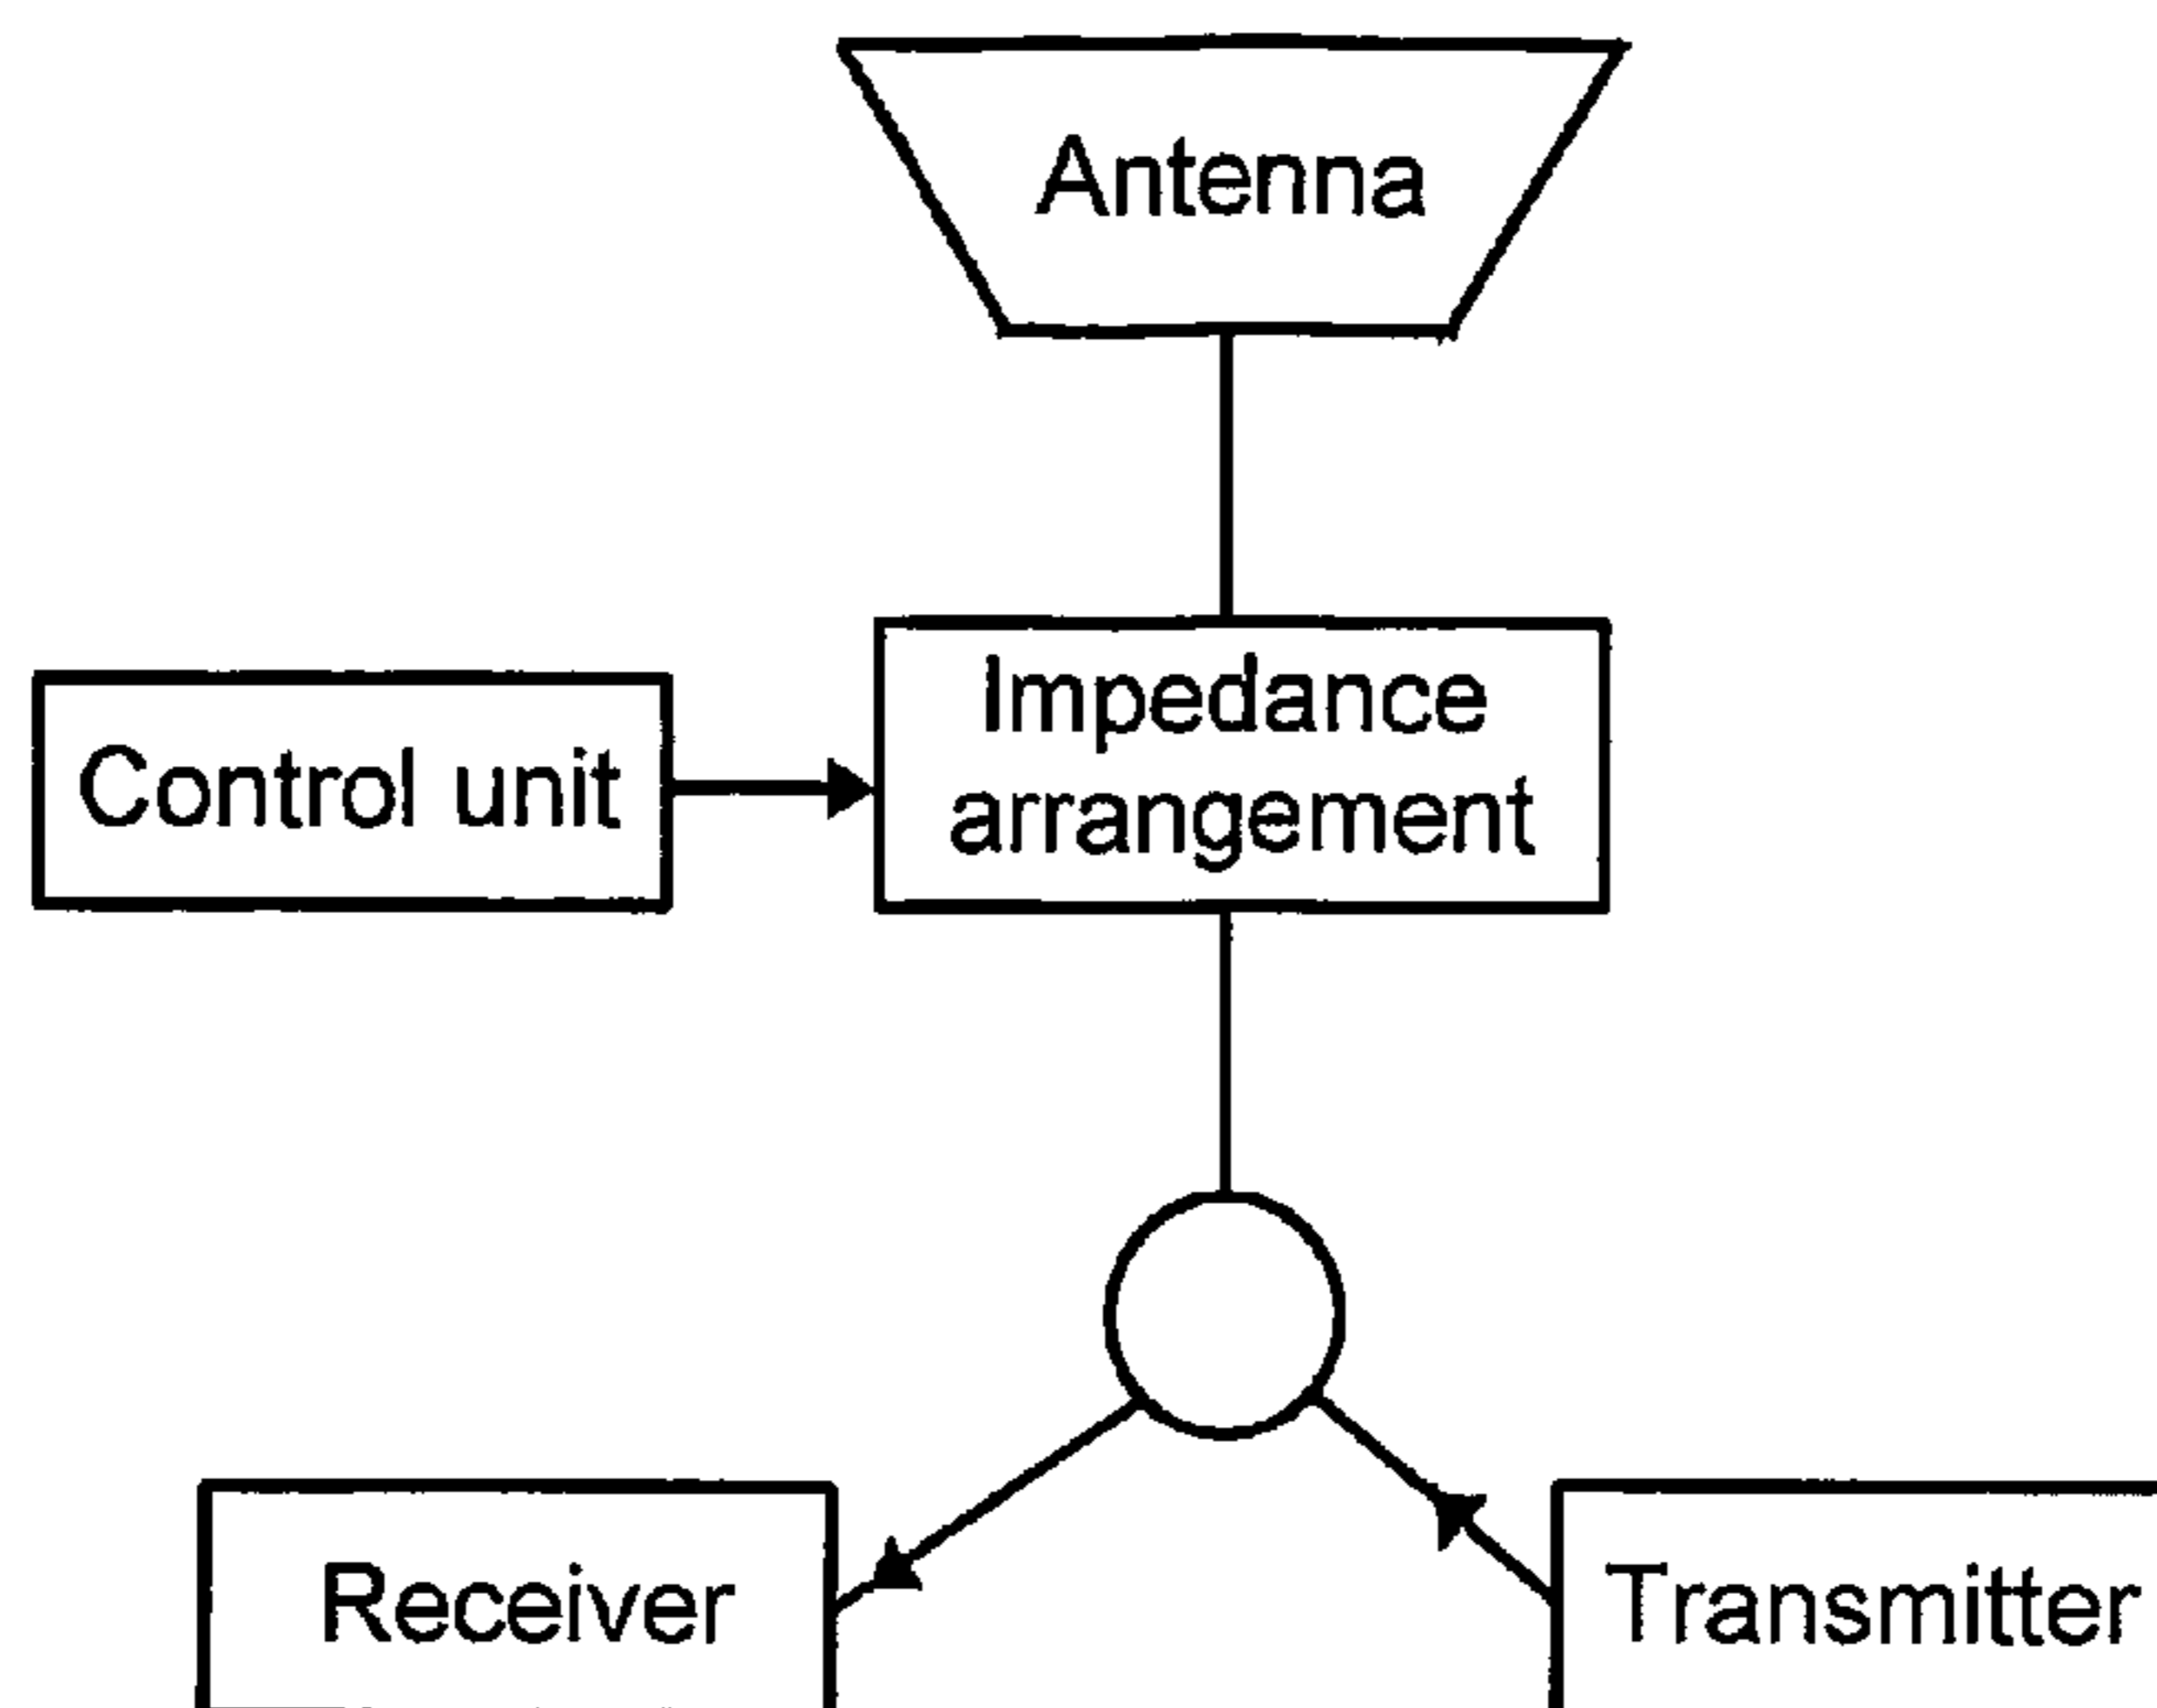 Antenna
Impedance
arrangement
Control unit
Receiver
Transmitter